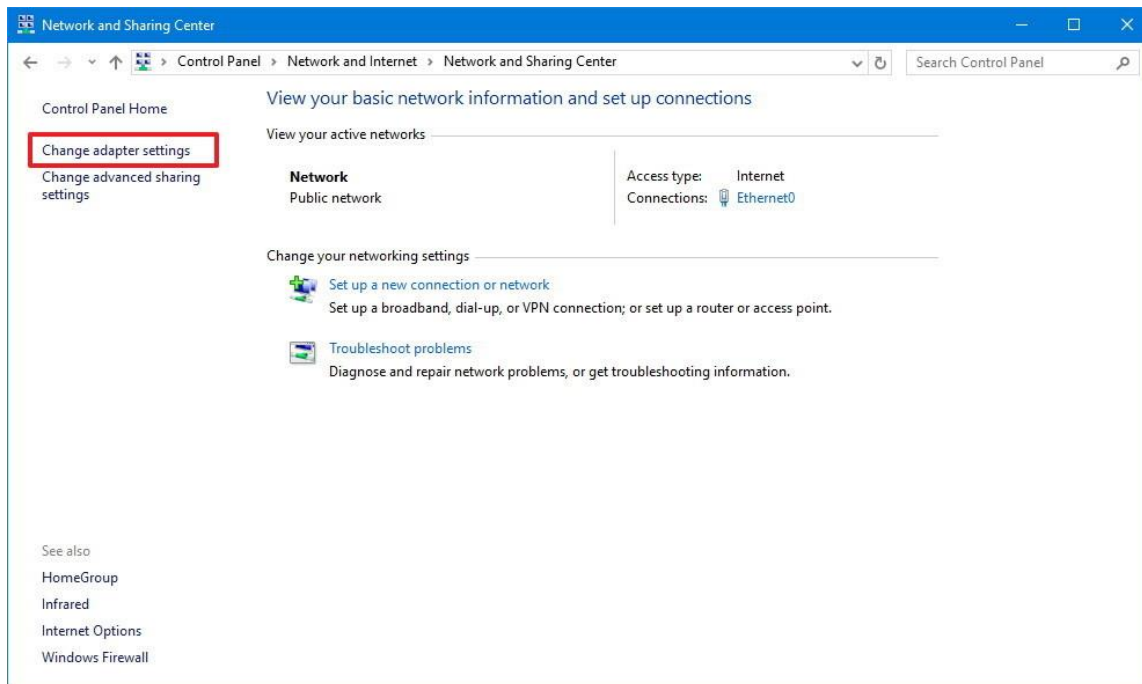 Network and Sharing Center
Control Panel › Network and Internet › Network and Sharing Center
Search Control Panel
Control Panel Home
Change adapter settings
Change advanced sharing
settings
View your basic network information and set up connections
View your active networks
Network
Public network
Access type: Internet
Connections: Ethernet0
Change your networking settings
Set up a new connection or network
Set up a broadband, dial-up, or VPN connection; or set up a router or access point.
Troubleshoot problems
Diagnose and repair network problems, or get troubleshooting information.
See also
HomeGroup
Infrared
Internet Options
Windows Firewall